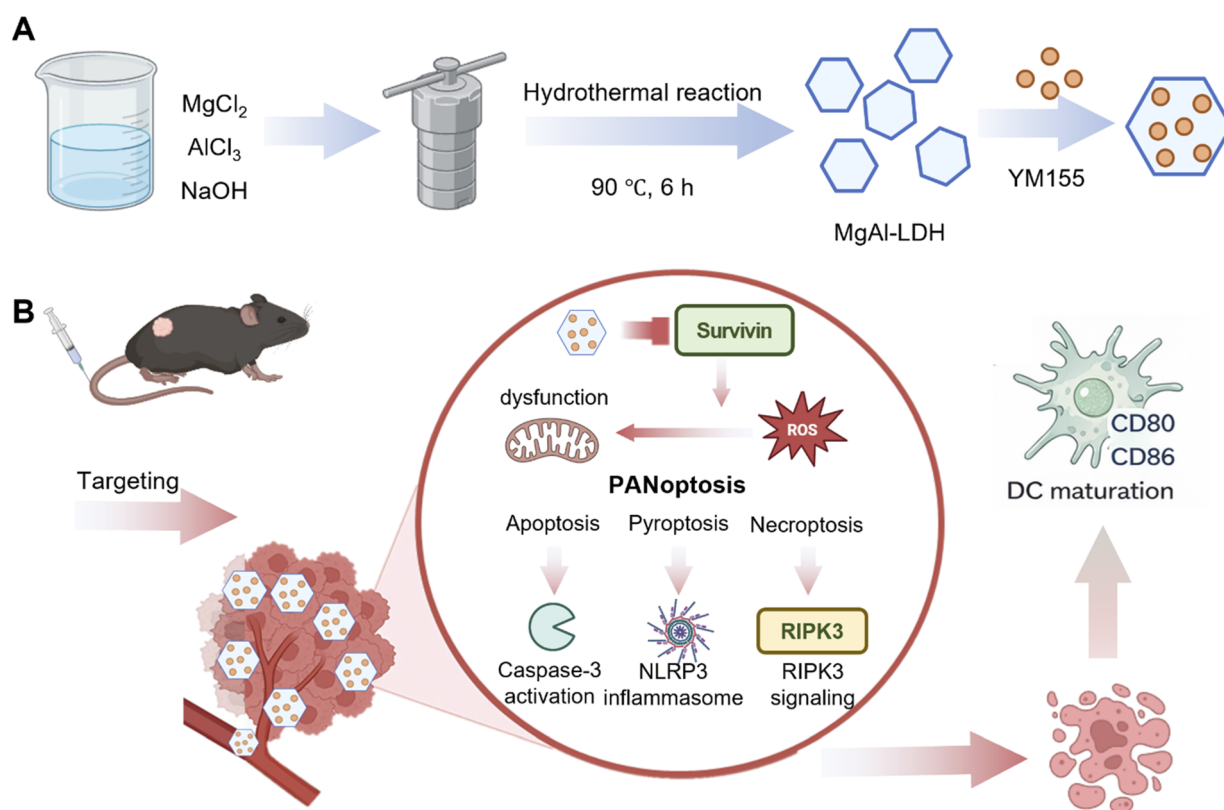 A
MgCl₂
AlCl₃
NaOH
Hydrothermal reaction
90 ℃, 6 h
MgAl-LDH
YM155
B
Targeting
Survivin
dysfunction
ROS
PANoptosis
Apoptosis
Pyroptosis
Necroptosis
RIPK3
Caspase-3
activation
NLRP3
inflammasome
RIPK3
signaling
CD80
CD86
DC maturation